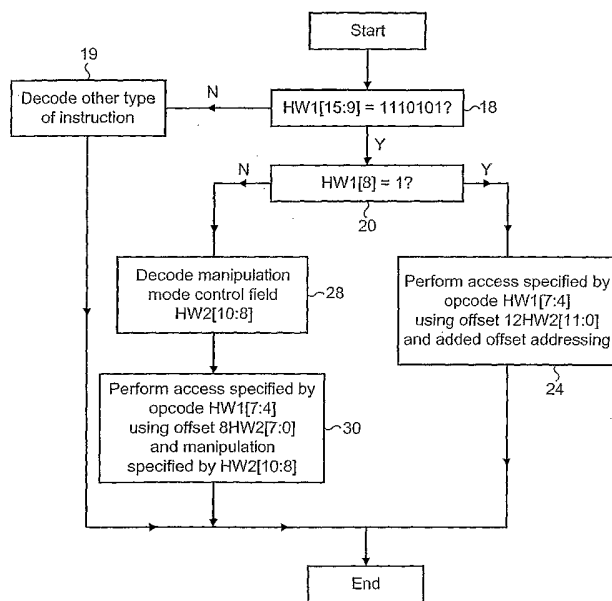 Start
19
Decode other type
of instruction
N
HW1[15:9] = 1110101?
18
Y
N
HW1[8] = 1?
Y
20
Decode manipulation
mode control field
HW2[10:8]
28
Perform access specified by
opcode HW1[7:4]
using offset 12HW2[11:0]
and added offset addressing
24
Perform access specified by
opcode HW1[7:4]
using offset 8HW2[7:0]
and manipulation
specified by HW2[10:8]
30
End